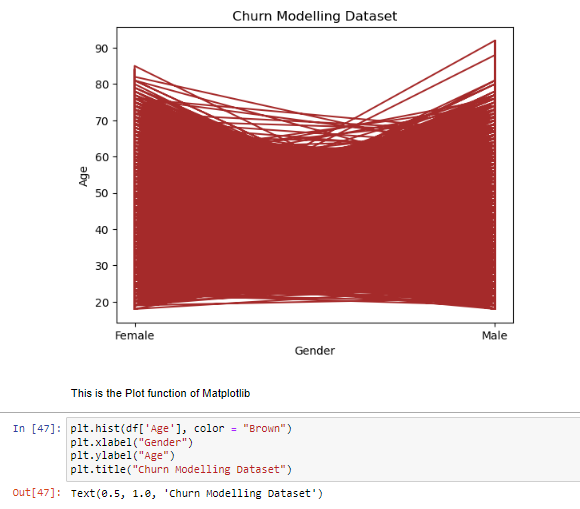 Churn Modelling Dataset
90
80
70
60
50
40
30
20
Age
Female
Male
Gender
This is the Plot function of Matplotlib
In [47]: plt.hist(df['Age'], color = "Brown")
plt.xlabel("Gender")
plt.ylabel("Age")
plt.title("Churn Modelling Dataset")
Out[47]: Text(0.5, 1.0, 'Churn Modelling Dataset')